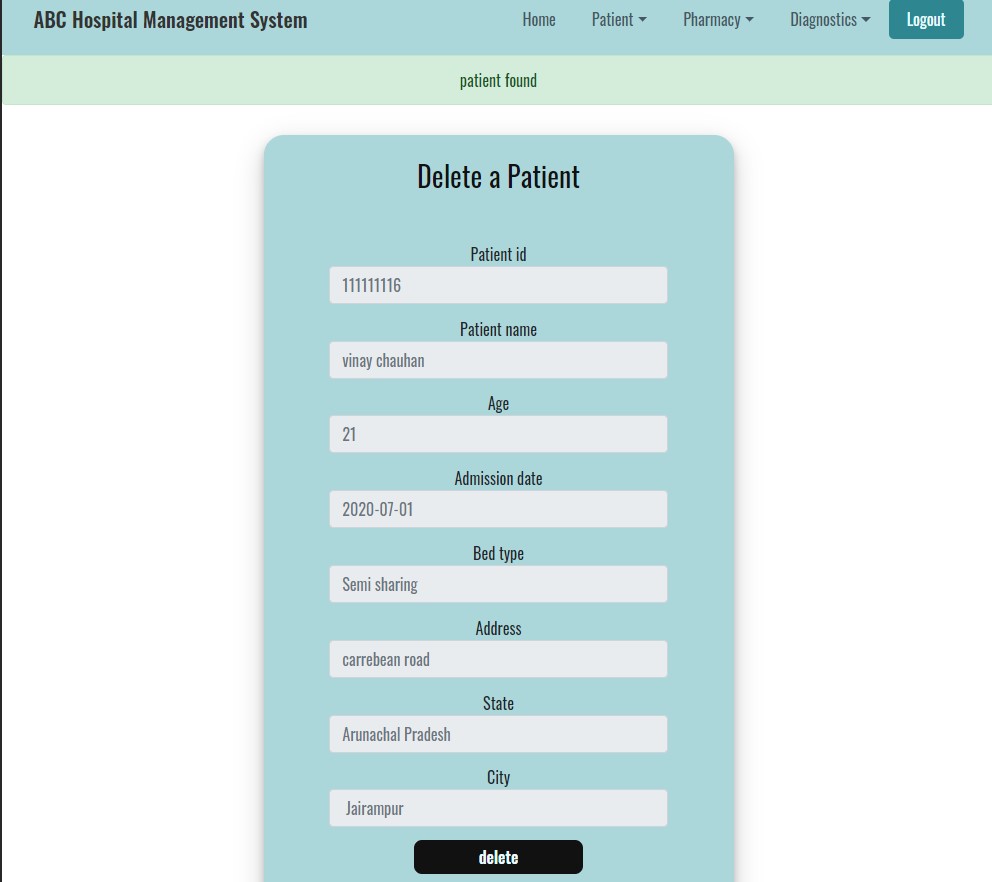 ABC Hospital Management System Home Patient Pharmacy Diagnostics Logout
patient found
Delete a Patient
Patient id
111111116
Patient name
vinay chauhan
Age
21
Admission date
2020-07-01
Bed type
Semi sharing
Address
carrebean road
State
Arunachal Pradesh
City
Jairampur
delete